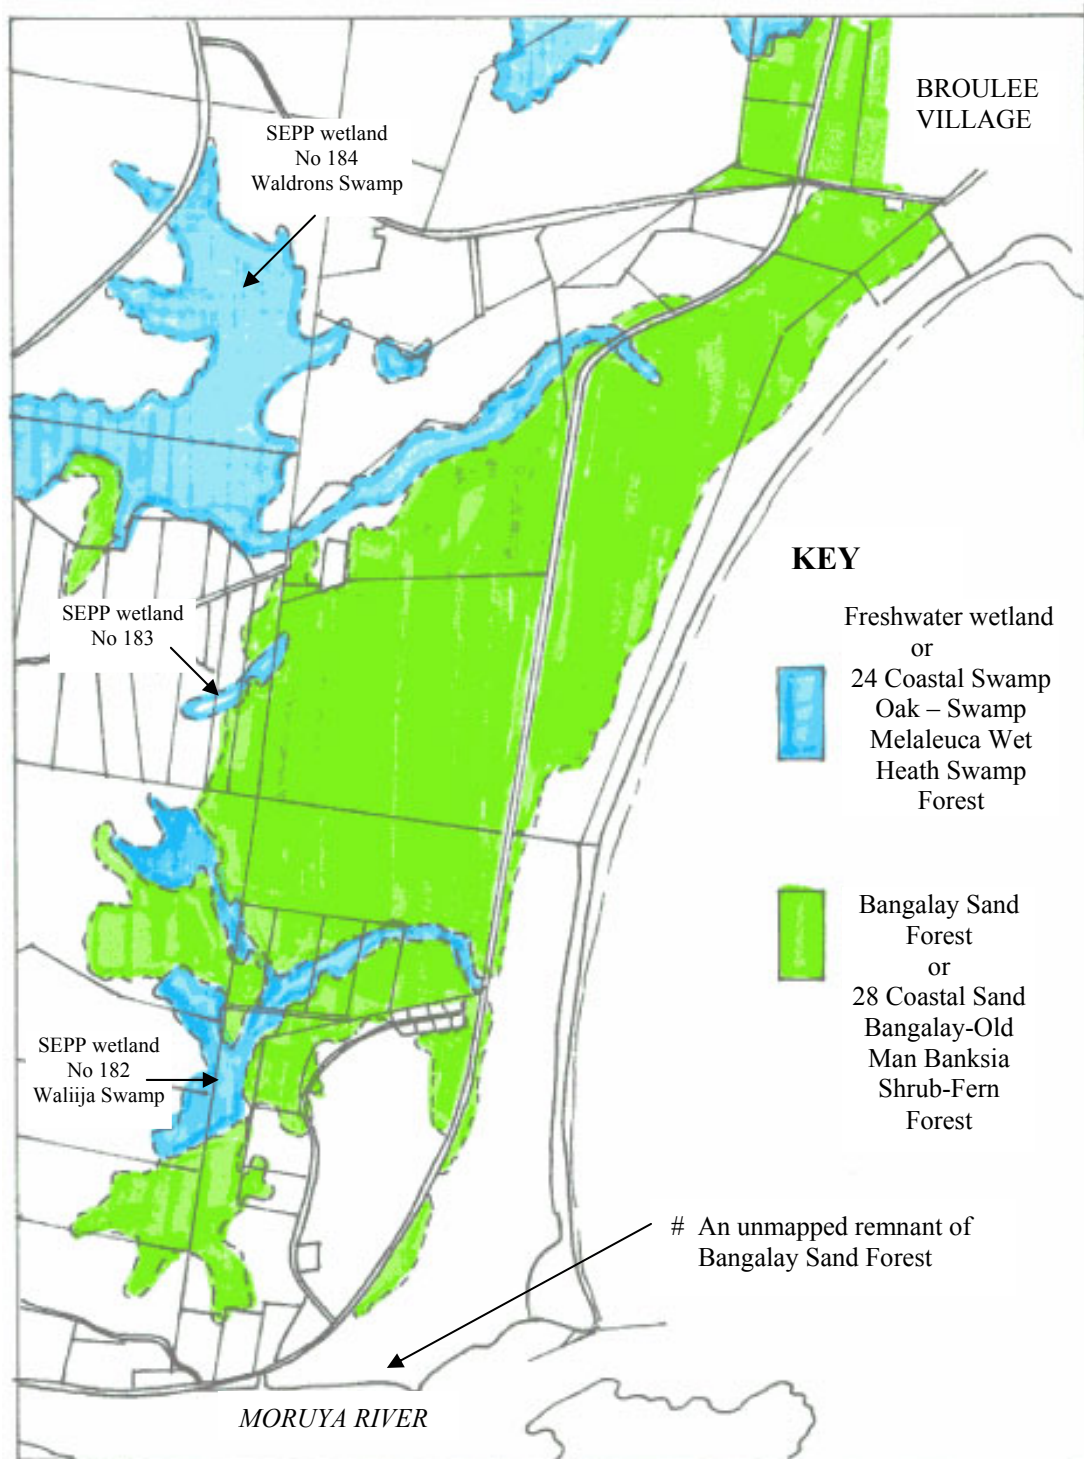 BROULEE
VILLAGE
SEPP wetland
No 184
Waldrons Swamp
KEY
SEPP wetland
No 183
Freshwater wetland
or
24 Coastal Swamp
Oak – Swamp
Melaleuca Wet
Heath Swamp
Forest
Bangalay Sand
Forest
or
28 Coastal Sand
Bangalay-Old
Man Banksia
Shrub-Fern
Forest
SEPP wetland
No 182
Waliija Swamp
# An unmapped remnant of
Bangalay Sand Forest
MORUYA RIVER